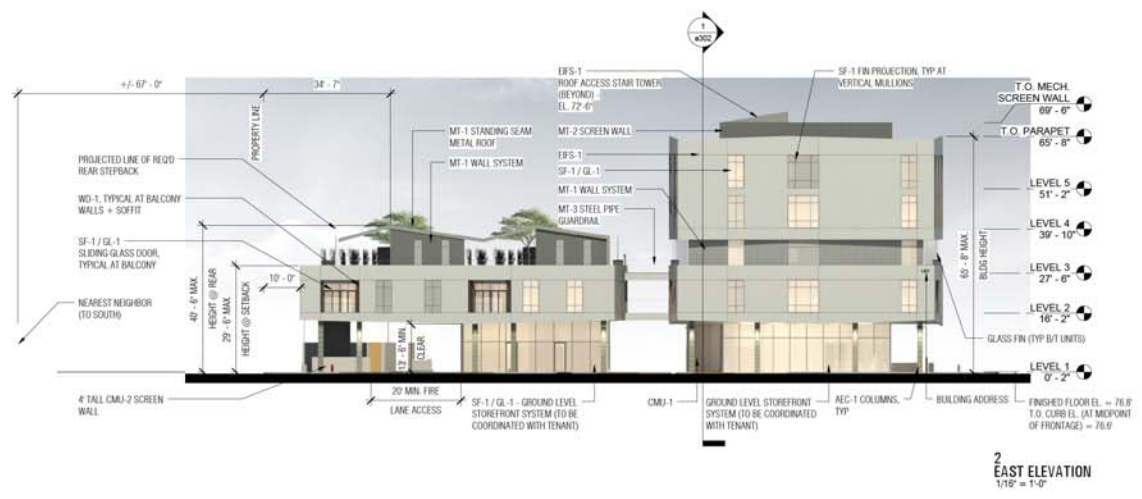 1
a302
+/- 67' - 0"
34' - 7"
PROPERTY LINE
EIFS-1
ROOF ACCESS STAIR TOWER
(BEYOND) -
EL. 72'-6"
SF-1 FIN PROJECTION, TYP AT
VERTICAL MULLIONS
T.O. MECH.
SCREEN WALL
69' - 6"
MT-1 STANDING SEAM
METAL ROOF
MT-2 SCREEN WALL
T.O. PARAPET
65' - 8"
PROJECTED LINE OF REQ'D
REAR STEPBACK
MT-1 WALL SYSTEM
EIFS-1
SF-1 / GL-1
WD-1, TYPICAL AT BALCONY
WALLS + SOFFIT
MT-1 WALL SYSTEM
LEVEL 5
51' - 2"
MT-3 STEEL PIPE
GUARDRAIL
LEVEL 4
39' - 10"
SF-1 / GL-1
SLIDING GLASS DOOR,
TYPICAL AT BALCONY
65' - 8" MAX.
BLDG HEIGHT
LEVEL 3
27' - 6"
10' - 0"
40' - 6" MAX.
HEIGHT @ REAR
29' - 6" MAX.
HEIGHT @ SETBACK
NEAREST NEIGHBOR
(TO SOUTH)
LEVEL 2
16' - 2"
13' - 6" MIN.
CLEAR
GLASS FIN (TYP B/T UNITS)
LEVEL 1
0' - 2"
4' TALL CMU-2 SCREEN
WALL
20' MIN. FIRE
LANE ACCESS
SF-1 / GL-1 - GROUND LEVEL
STOREFRONT SYSTEM (TO BE
COORDINATED WITH TENANT)
CMU-1
GROUND LEVEL STOREFRONT
SYSTEM (TO BE COORDINATED
WITH TENANT)
AEC-1 COLUMNS,
TYP
BUILDING ADDRESS
FINISHED FLOOR EL. = 76.8'
T.O. CURB EL. (AT MIDPOINT
OF FRONTAGE) = 76.6'
2
EAST ELEVATION
1/16" = 1'-0"